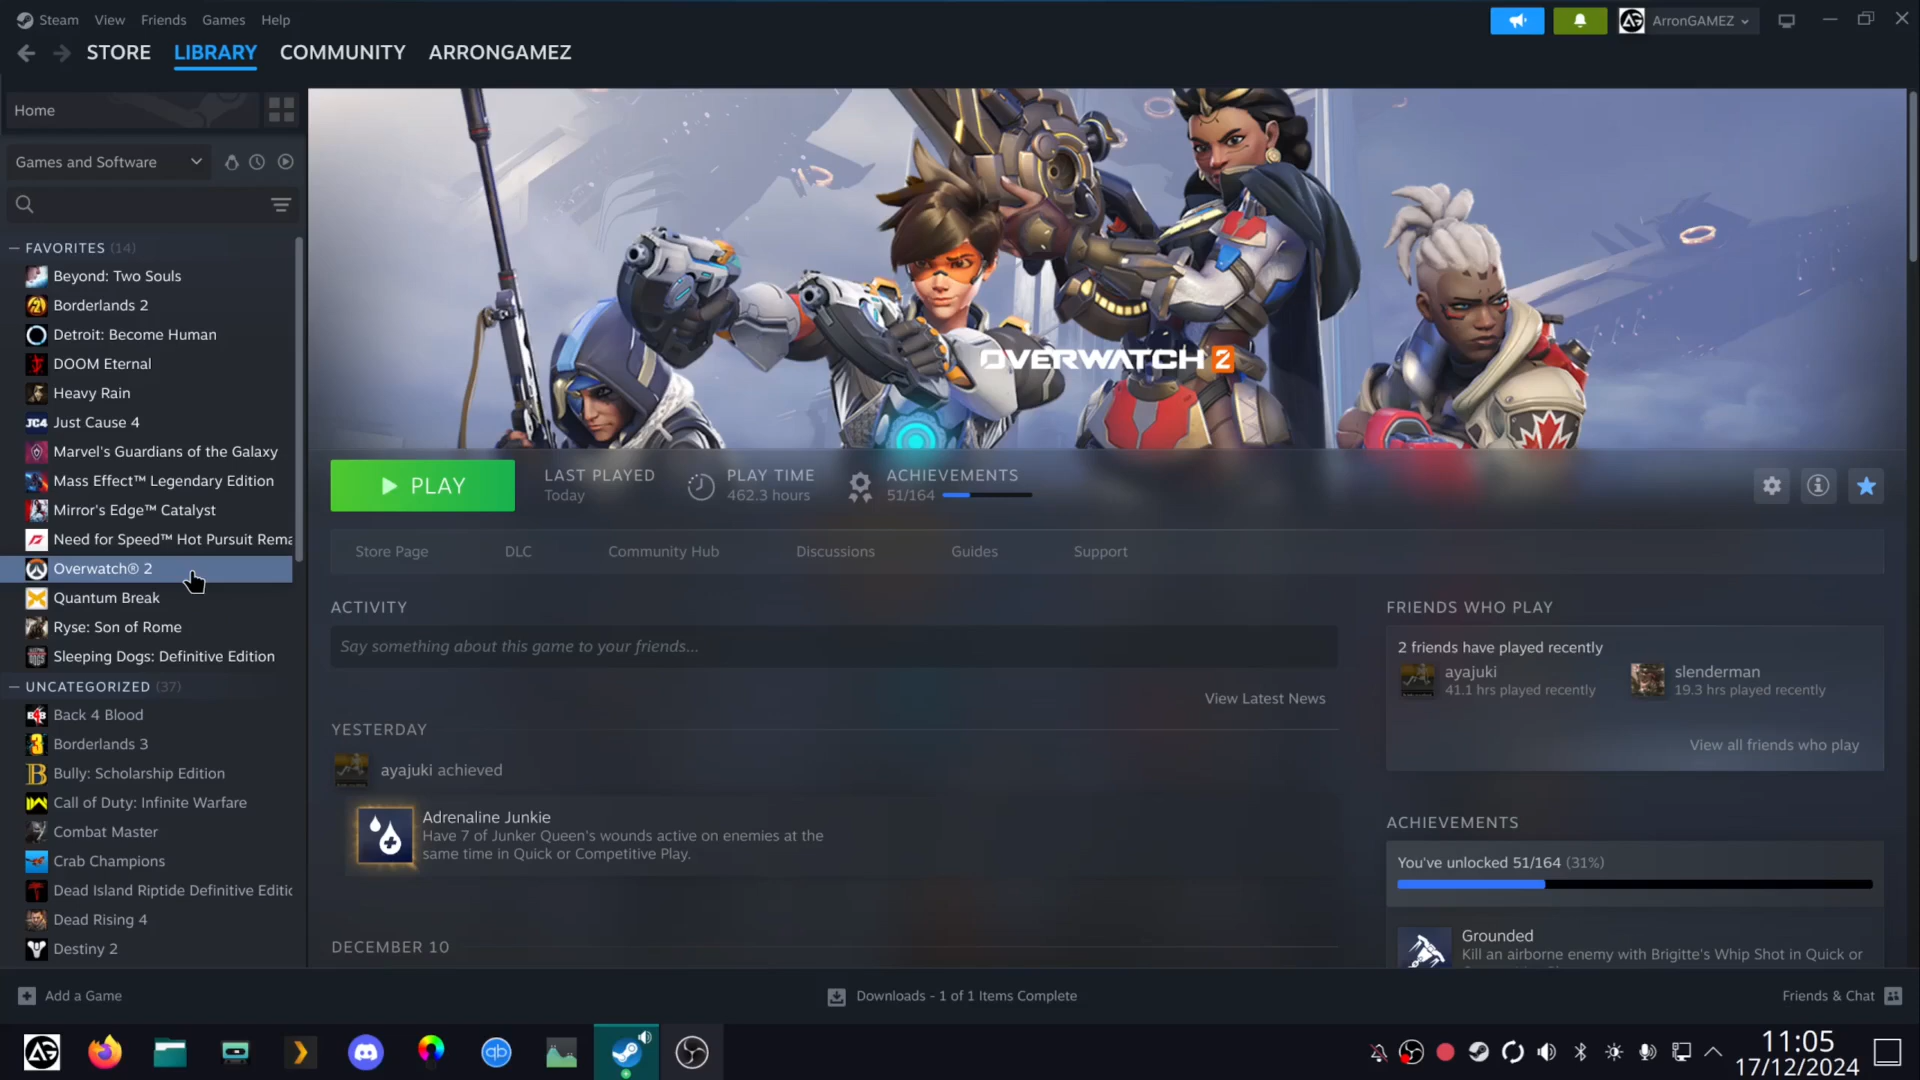 Steam View Friends Games Help
ArronGAMEZ
STORE LIBRARY COMMUNITY ARRONGAMEZ
Home
Games and Software
FAVORITES (14)
Beyond: Two Souls
Borderlands 2
Detroit: Become Human
DOOM Eternal
Heavy Rain
JC4 Just Cause 4
Marvel's Guardians of the Galaxy
Mass Effect™ Legendary Edition
Mirror's Edge™ Catalyst
Need for Speed™ Hot Pursuit Rema
Overwatch® 2
Quantum Break
Ryse: Son of Rome
Sleeping Dogs: Definitive Edition
UNCATEGORIZED (37)
Back 4 Blood
Borderlands 3
Bully: Scholarship Edition
Call of Duty: Infinite Warfare
Combat Master
Crab Champions
Dead Island Riptide Definitive Editic
Dead Rising 4
Destiny 2
OVERWATCH 2
PLAY
LAST PLAYED
Today
PLAY TIME
462.3 hours
ACHIEVEMENTS
51/164
Store Page DLC Community Hub Discussions Guides Support
ACTIVITY
Say something about this game to your friends...
View Latest News
YESTERDAY
ayajuki achieved
Adrenaline Junkie
Have 7 of Junker Queen's wounds active on enemies at the
same time in Quick or Competitive Play.
DECEMBER 10
FRIENDS WHO PLAY
2 friends have played recently
ayajuki
41.1 hrs played recently
slenderman
19.3 hrs played recently
View all friends who play
ACHIEVEMENTS
You've unlocked 51/164 (31%)
Grounded
Kill an airborne enemy with Brigitte's Whip Shot in Quick or
Add a Game
Downloads - 1 of 1 Items Complete
Friends & Chat
qb
11:05
17/12/2024